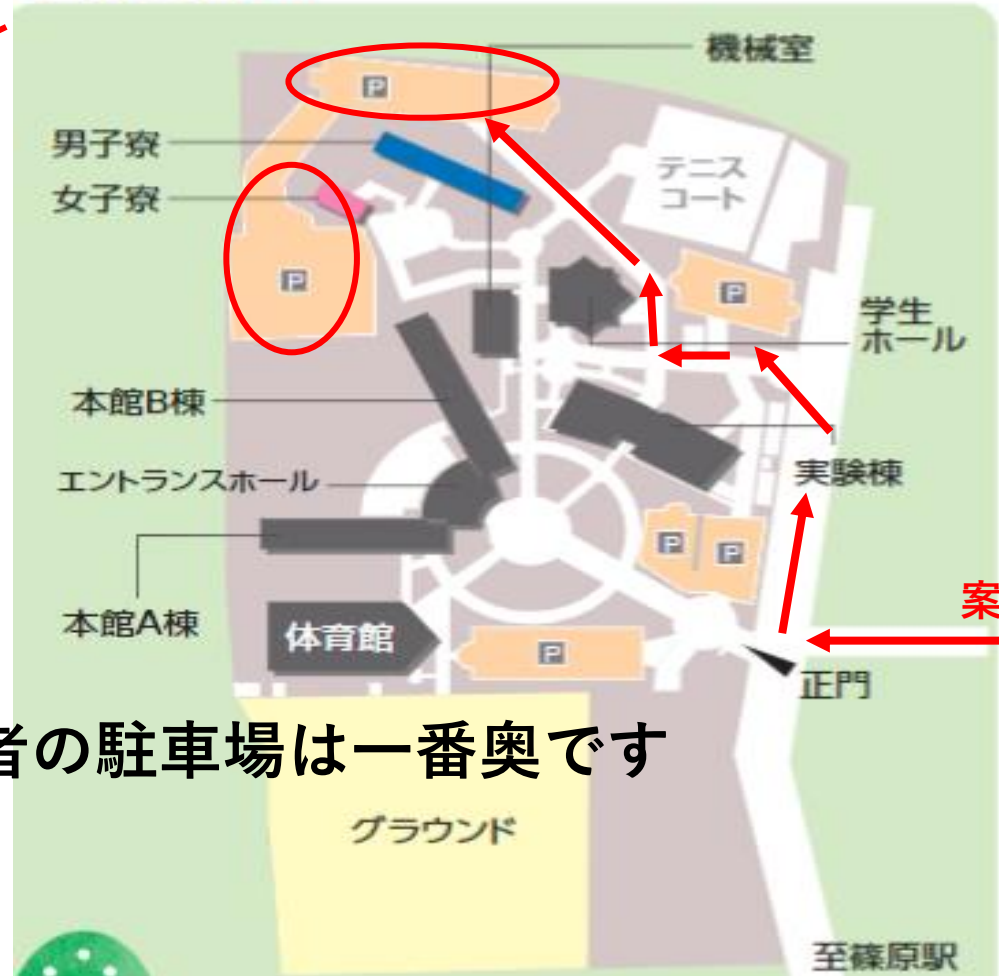 機械室
P
男子寮
テニス
コート
女子寮
P
P
学生
ホール
本館B棟
エントランスホール
実験棟
P
P
案
本館A棟
体育館
P
正門
者の駐車場は一番奥です
グラウンド
至篠原駅